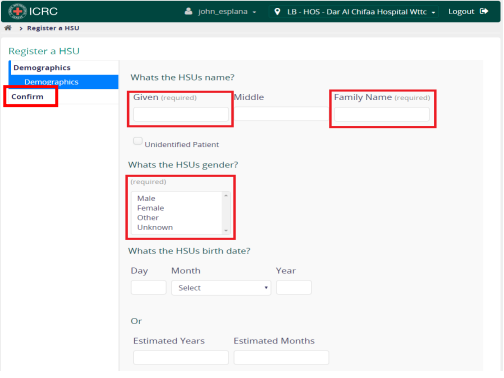 ICRC john_esplana LB - HOS - Dar Al Chifaa Hospital Wttc Logout
Register a HSU
Register a HSU
Demographics
Demographics
Confirm
Whats the HSUs name?
Given (required) Middle Family Name (required)
Unidentified Patient
Whats the HSUs gender?
(required)
Male
Female
Other
Unknown
Whats the HSUs birth date?
Day Month Year
Select
Or
Estimated Years Estimated Months